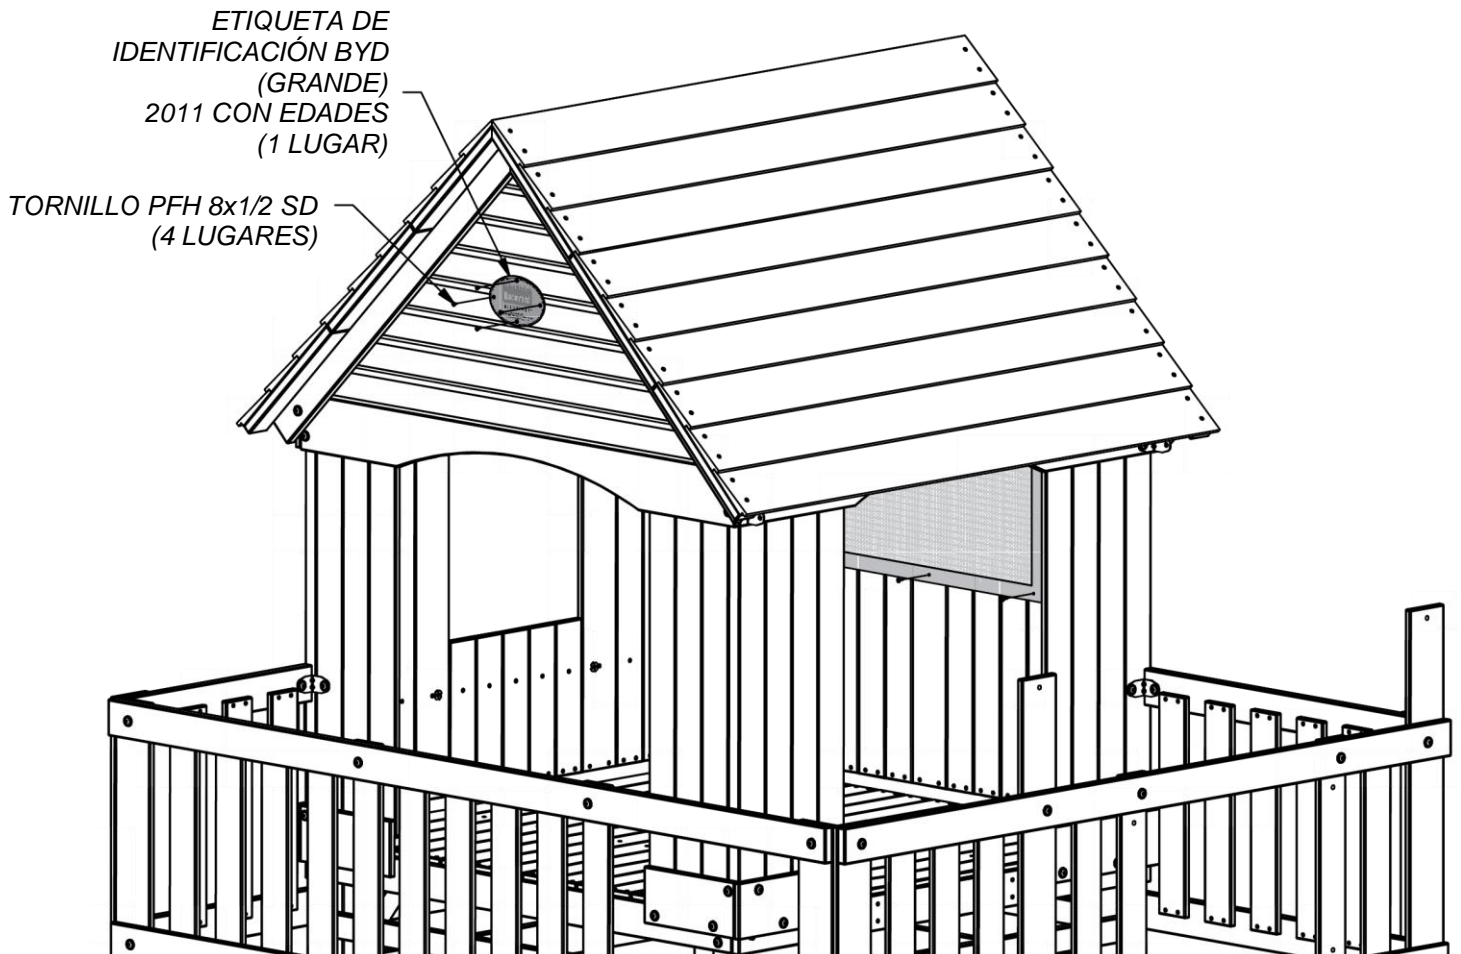 ETIQUETA DE
IDENTIFICACIÓN BYD
(GRANDE)
2011 CON EDADES
(1 LUGAR)
TORNILLO PFH 8x1/2 SD
(4 LUGARES)